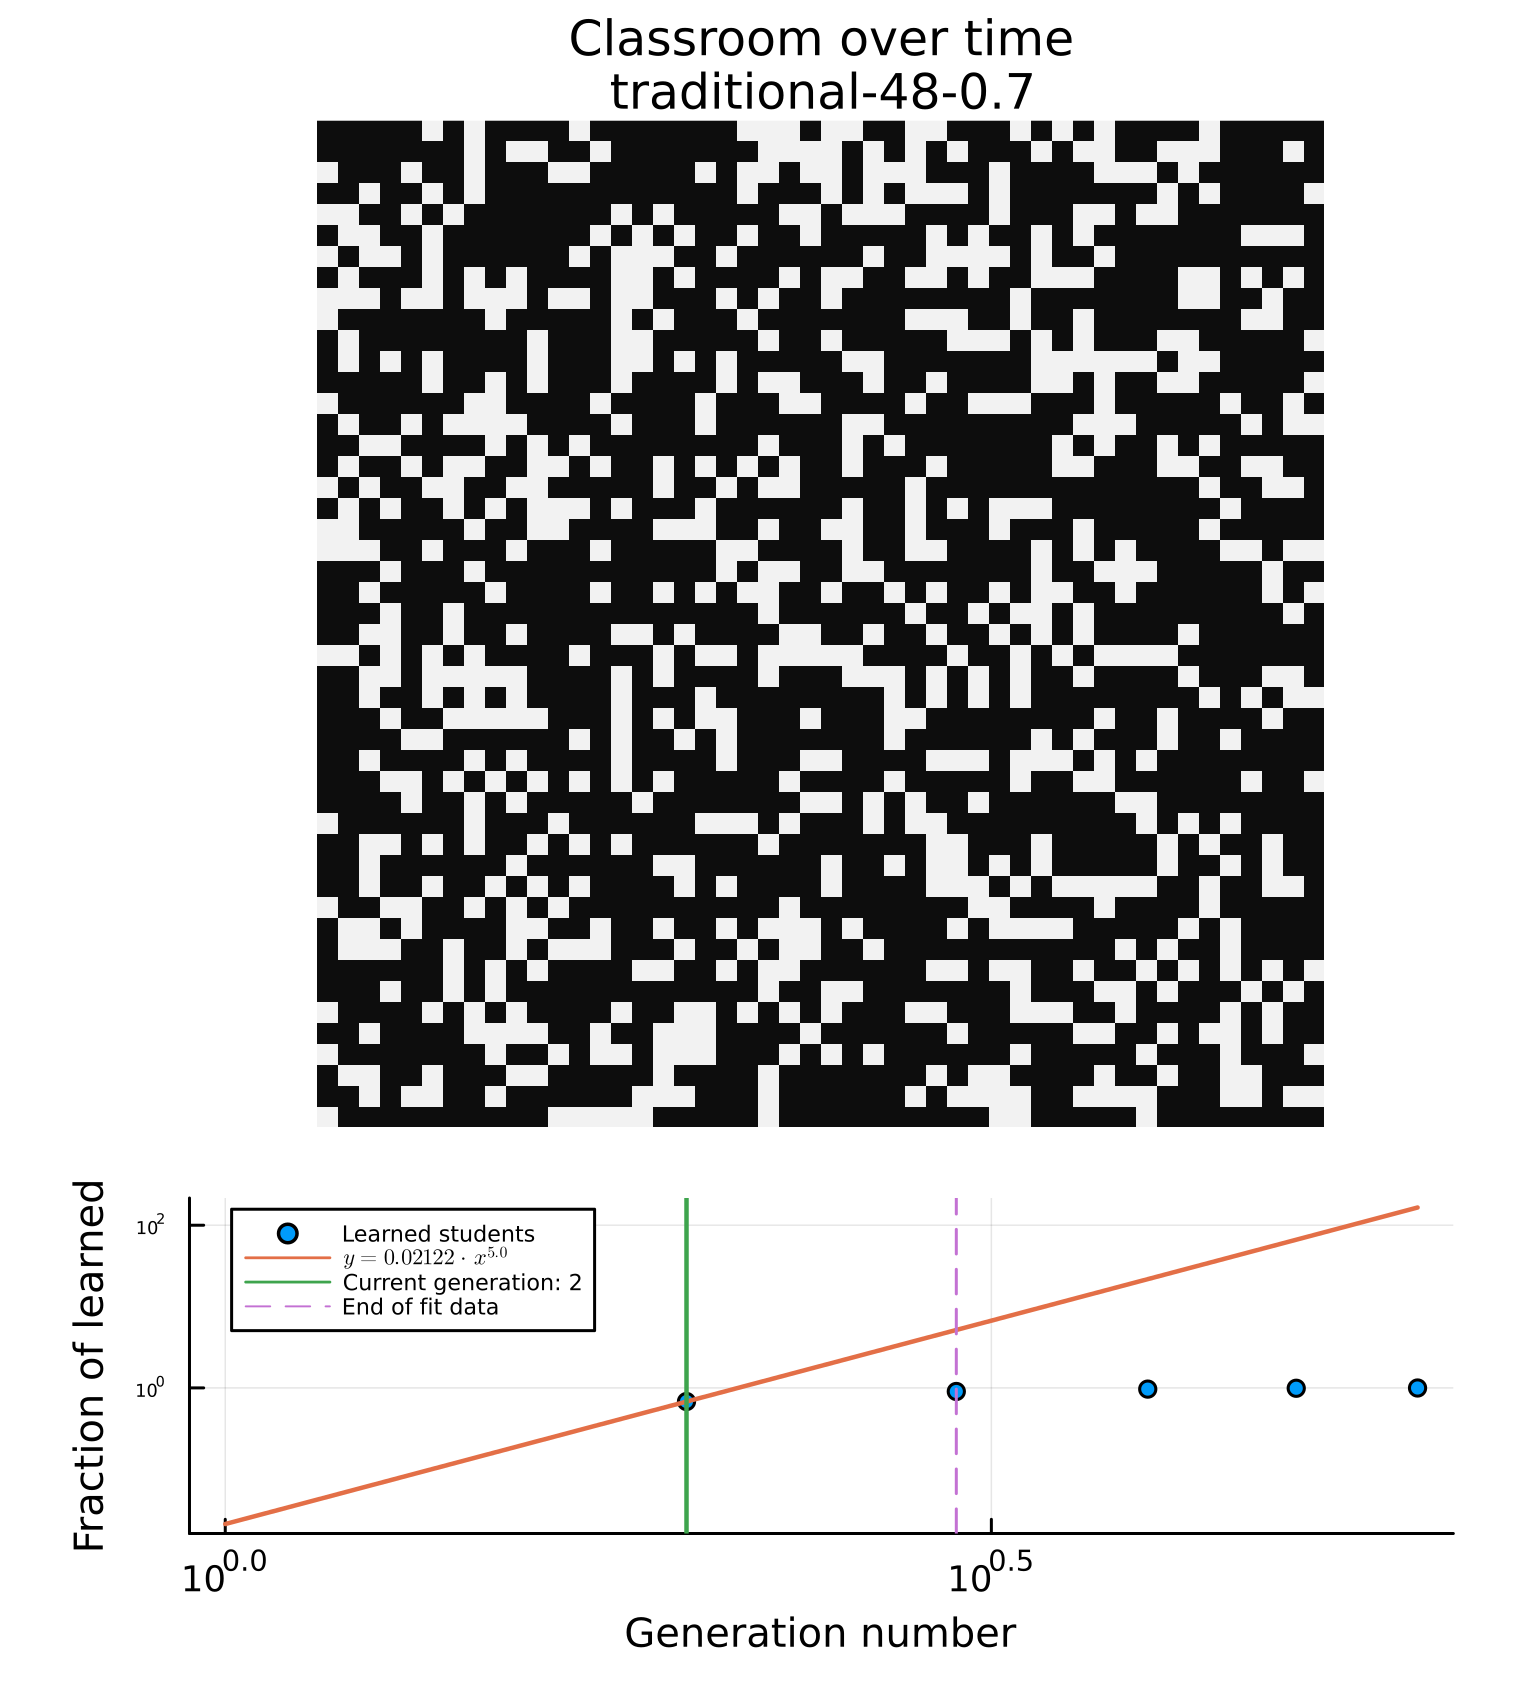 Classroom over time
traditional-48-0.7
Fraction of learned
10^2
10^0
Learned students
y = 0.02122 · x^5.0
Current generation: 2
End of fit data
10^0.0
10^0.5
Generation number